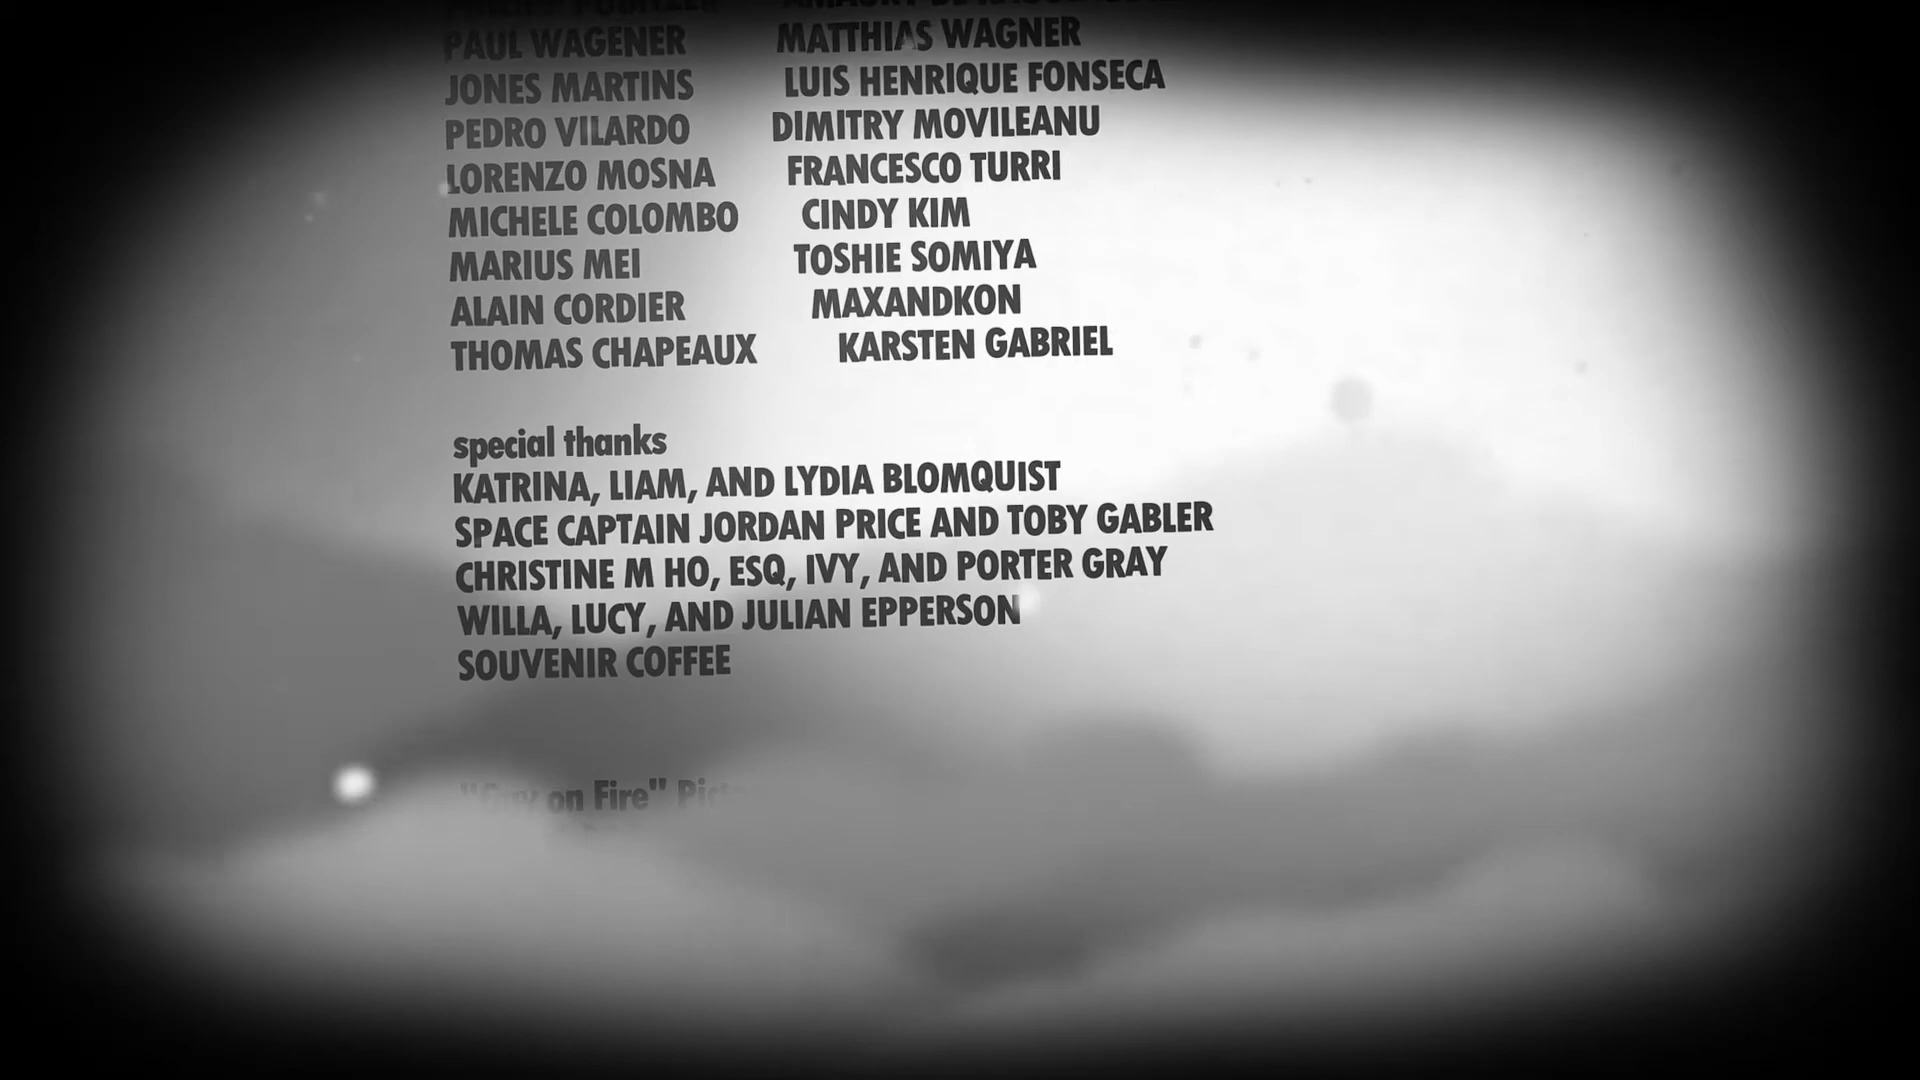 PAUL WAGENER MATTHIAS WAGNER
JONES MARTINS LUIS HENRIQUE FONSECA
PEDRO VILARDO DIMITRY MOVILEANU
LORENZO MOSNA FRANCESCO TURRI
MICHELE COLOMBO CINDY KIM
MARIUS MEI TOSHIE SOMIYA
ALAIN CORDIER MAXANDKON
THOMAS CHAPEAUX KARSTEN GABRIEL
special thanks
KATRINA, LIAM, AND LYDIA BLOMQUIST
SPACE CAPTAIN JORDAN PRICE AND TOBY GABLER
CHRISTINE M HO, ESQ, IVY, AND PORTER GRAY
WILLA, LUCY, AND JULIAN EPPERSON
SOUVENIR COFFEE
on Fire"